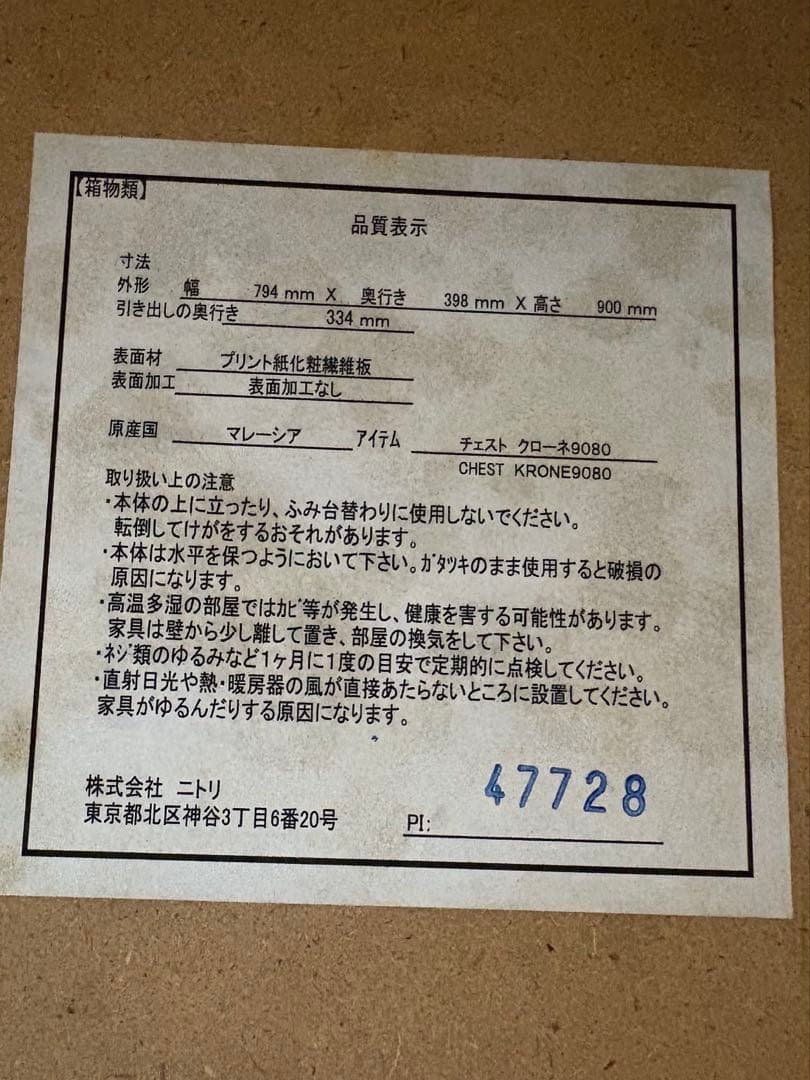 【箱物類】
品質表示
寸法
外形 幅 794 mm X 奥行き 398 mm X 高さ 900 mm
引き出しの奥行き 334 mm
表面材 プリント紙化粧繊維板
表面加工 表面加工なし
原産国 マレーシア アイテム チェスト クローネ9080
CHEST KRONE9080
取り扱い上の注意
・本体の上に立ったり、ふみ台替わりに使用しないでください。
転倒してけがをするおそれがあります。
・本体は水平を保つようにおいて下さい。ガタツキのまま使用すると破損の
原因になります。
・高温多湿の部屋ではカビ等が発生し、健康を害する可能性があります。
家具は壁から少し離して置き、部屋の換気をして下さい。
・ネジ類のゆるみなど1ヶ月に1度の目安で定期的に点検してください。
・直射日光や熱・暖房器の風が直接あたらないところに設置してください。
家具がゆるんだりする原因になります。
株式会社 ニトリ
東京都北区神谷3丁目6番20号
PI: 47728